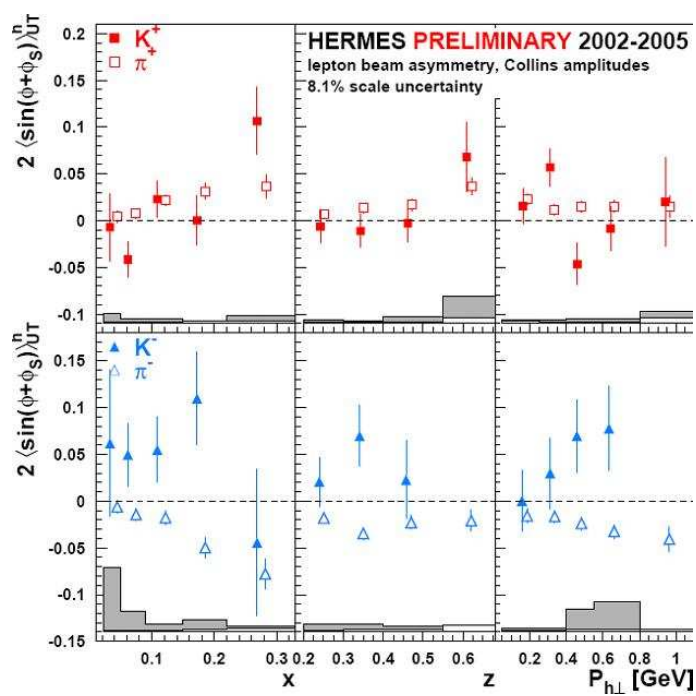 0.2
K+
π+
HERMES PRELIMINARY 2002-2005
lepton beam asymmetry, Collins amplitudes
8.1% scale uncertainty
2 ⟨sin(ϕ+ϕS)⟩hUT
0.15
0.1
0.05
0
-0.05
-0.1
K-
π-
2 ⟨sin(ϕ+ϕS)⟩hUT
0.15
0.1
0.05
0
-0.05
-0.1
-0.15
0.1 0.2 0.3 0.2 0.3 0.4 0.5 0.6 0.2 0.4 0.6 0.8 1
x z Ph⊥ [GeV]